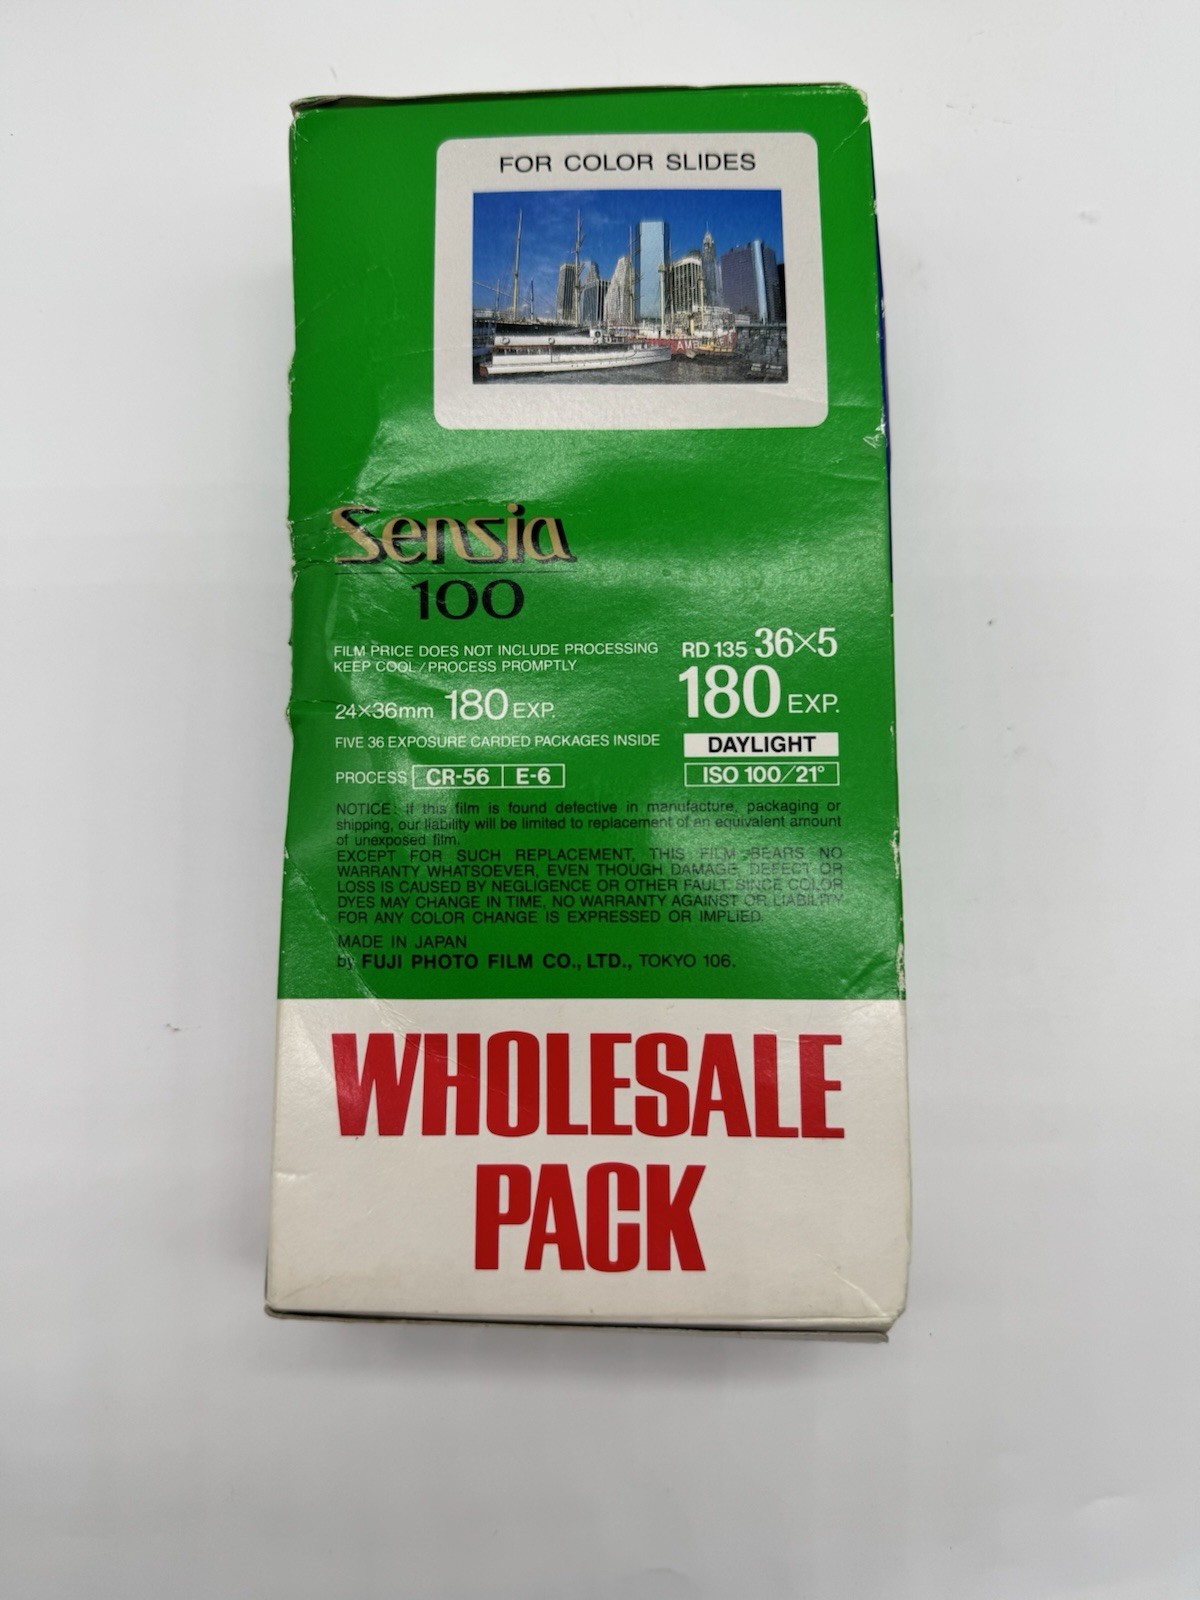 FOR COLOR SLIDES
AMB
Sensia
100
FILM PRICE DOES NOT INCLUDE PROCESSING
KEEP COOL/PROCESS PROMPTLY
24×36mm 180 EXP.
FIVE 36 EXPOSURE CARDED PACKAGES INSIDE
PROCESS CR-56 E-6
RD 135 36×5
180 EXP.
DAYLIGHT
ISO 100/21°
NOTICE: If this film is found defective in manufacture, packaging or
shipping, our liability will be limited to replacement of an equivalent amount
of unexposed film.
EXCEPT FOR SUCH REPLACEMENT, THIS FILM BEARS NO
WARRANTY WHATSOEVER, EVEN THOUGH DAMAGE, DEFECT OR
LOSS IS CAUSED BY NEGLIGENCE OR OTHER FAULT. SINCE COLOR
DYES MAY CHANGE IN TIME, NO WARRANTY AGAINST OR LIABILITY
FOR ANY COLOR CHANGE IS EXPRESSED OR IMPLIED.
MADE IN JAPAN
by FUJI PHOTO FILM CO., LTD., TOKYO 106.
WHOLESALE
PACK